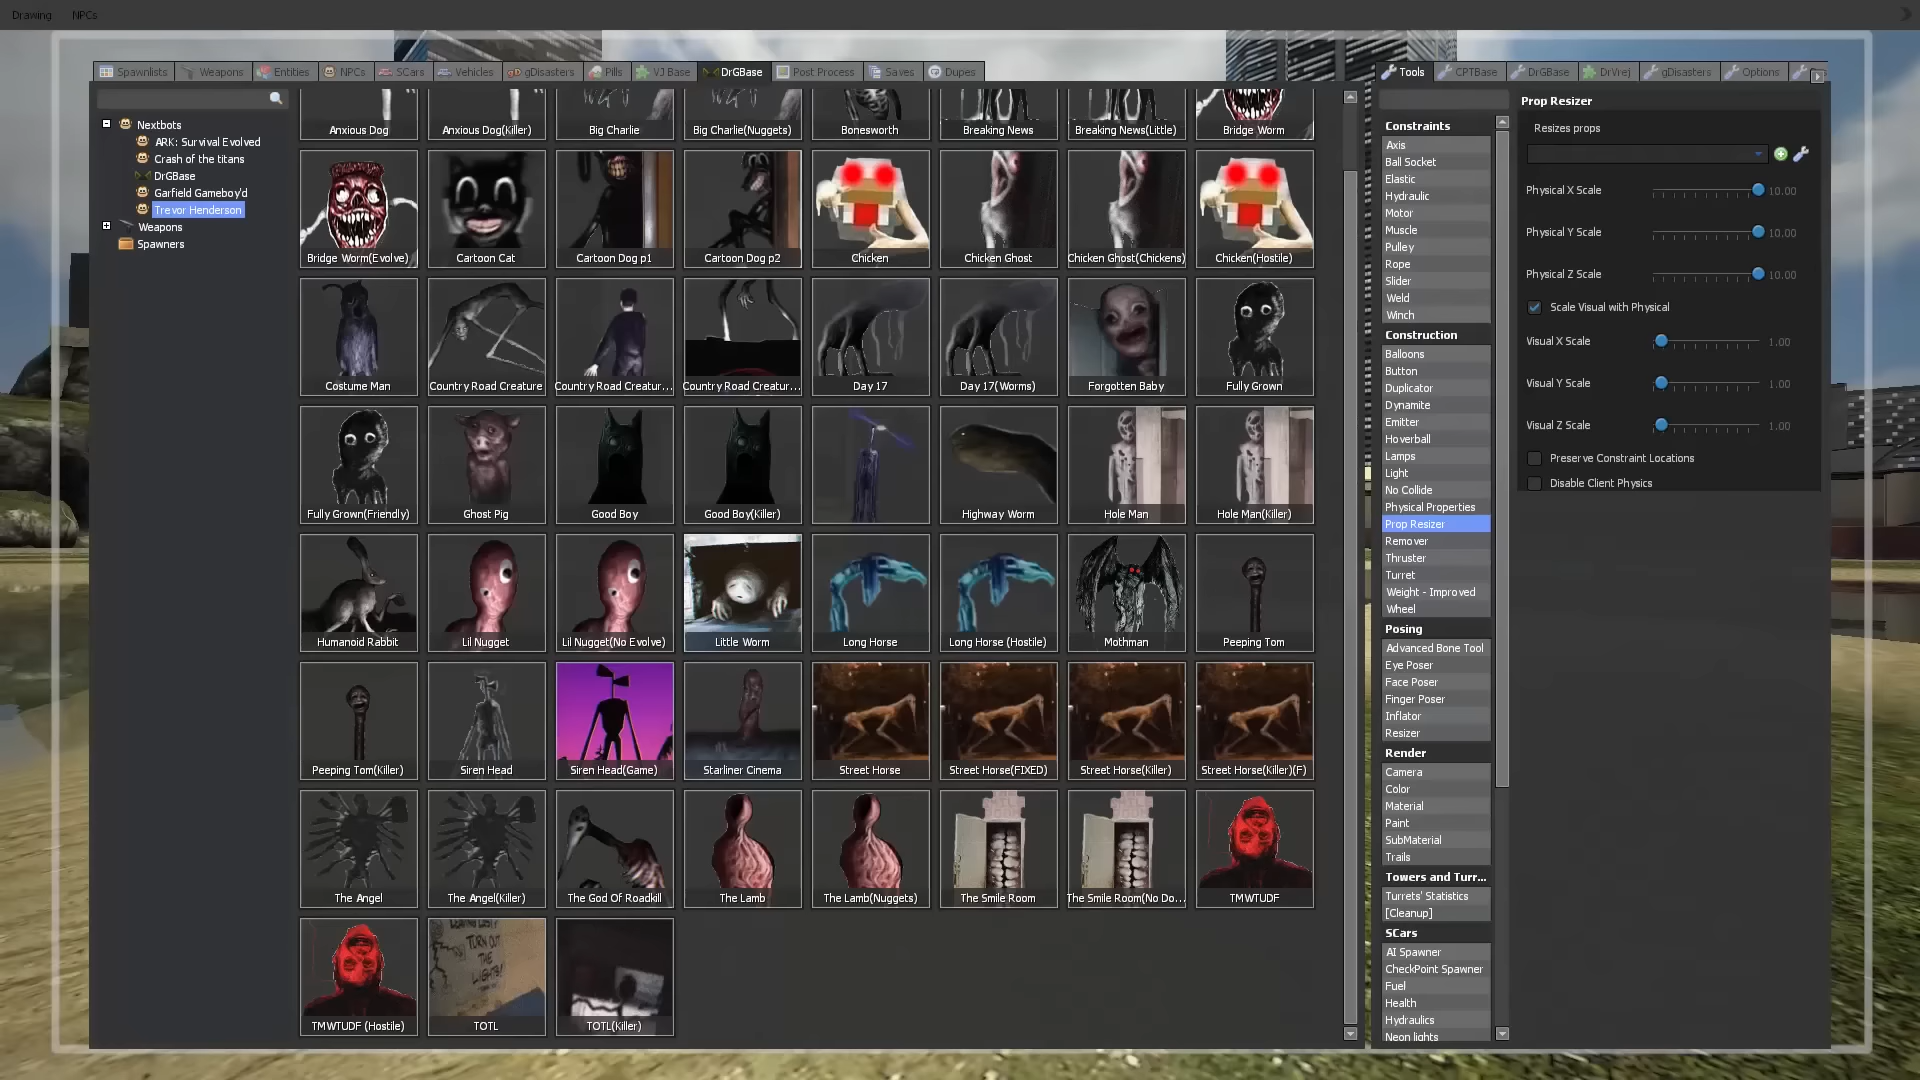 Drawing NPCs
Spawnlists Weapons Entities NPCs SCars Vehicles gDisasters Pills VJ Base DrGBase Post Process Saves Dupes
Nextbots
ARK: Survival Evolved
Crash of the titans
DrGBase
Garfield Gameboy'd
Trevor Henderson
Weapons
Spawners
Anxious Dog Anxious Dog(Killer) Big Charlie Big Charlie(Nuggets) Bonesworth Breaking News Breaking News(Little) Bridge Worm
Bridge Worm(Evolve) Cartoon Cat Cartoon Dog p1 Cartoon Dog p2 Chicken Chicken Ghost Chicken Ghost(Chickens) Chicken(Hostile)
Costume Man Country Road Creature Country Road Creatur... Country Road Creatur... Day 17 Day 17(Worms) Forgotten Baby Fully Grown
Fully Grown(Friendly) Ghost Pig Good Boy Good Boy(Killer) Highway Worm Hole Man Hole Man(Killer)
Humanoid Rabbit Lil Nugget Lil Nugget(No Evolve) Little Worm Long Horse Long Horse (Hostile) Mothman Peeping Tom
Peeping Tom(Killer) Siren Head Siren Head(Game) Starliner Cinema Street Horse Street Horse(FIXED) Street Horse(Killer) Street Horse(Killer)(F)
The Angel The Angel(Killer) The God Of Roadkill The Lamb The Lamb(Nuggets) The Smile Room The Smile Room(No Do... TMWTUDF
TURN OUT
THE
LIGHTS!
TMWTUDF (Hostile) TOTL TOTL(Killer)
Tools CPTBase DrGBase DrVrej gDisasters Options
Constraints
Axis
Ball Socket
Elastic
Hydraulic
Motor
Muscle
Pulley
Rope
Slider
Weld
Winch
Construction
Balloons
Button
Duplicator
Dynamite
Emitter
Hoverball
Lamps
Light
No Collide
Physical Properties
Prop Resizer
Remover
Thruster
Turret
Weight - Improved
Wheel
Posing
Advanced Bone Tool
Eye Poser
Face Poser
Finger Poser
Inflator
Resizer
Render
Camera
Color
Material
Paint
SubMaterial
Trails
Towers and Turr...
Turrets' Statistics
[Cleanup]
SCars
AI Spawner
CheckPoint Spawner
Fuel
Health
Hydraulics
Neon lights
Prop Resizer
Resizes props
Physical X Scale 10.00
Physical Y Scale 10.00
Physical Z Scale 10.00
Scale Visual with Physical
Visual X Scale 1.00
Visual Y Scale 1.00
Visual Z Scale 1.00
Preserve Constraint Locations
Disable Client Physics